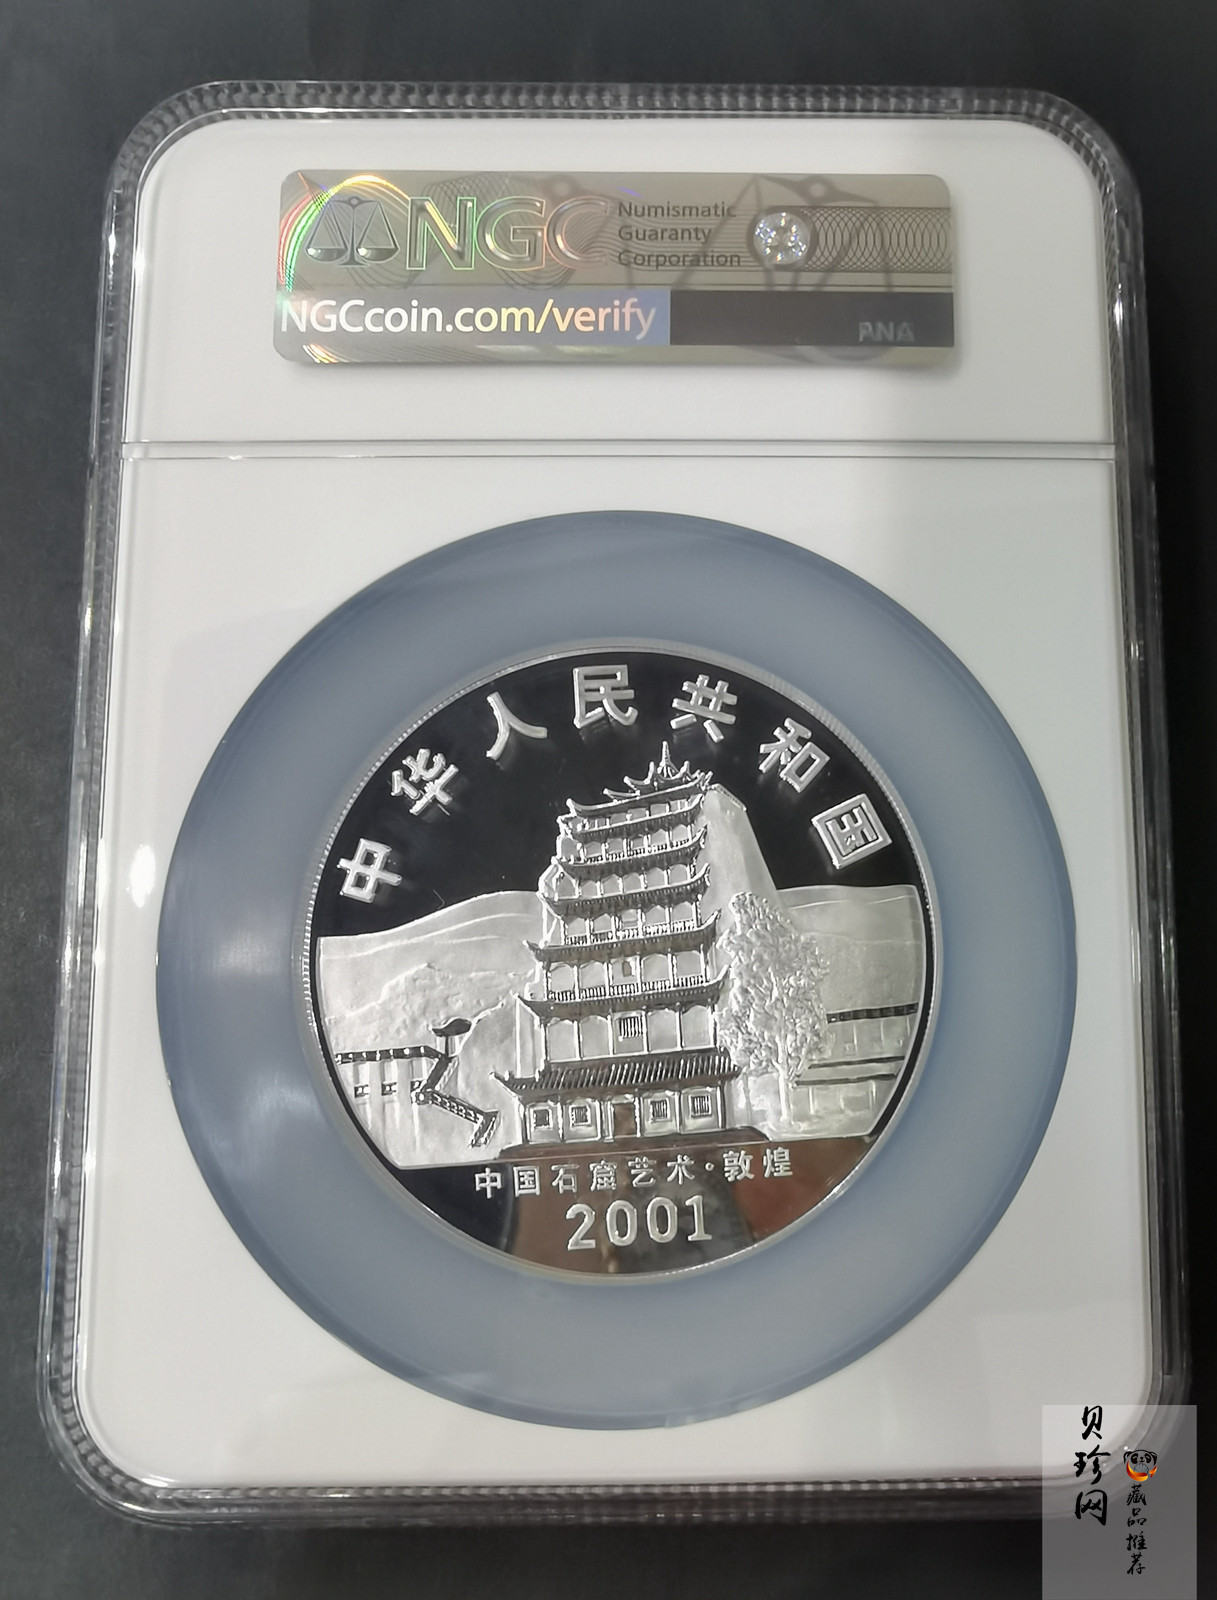 NGC
Numismatic
Guaranty
Corporation
NGCcoin.com/verify
PNG
中华人民共和国
中国石窟艺术·敦煌
2001
贝珍网
藏品推荐